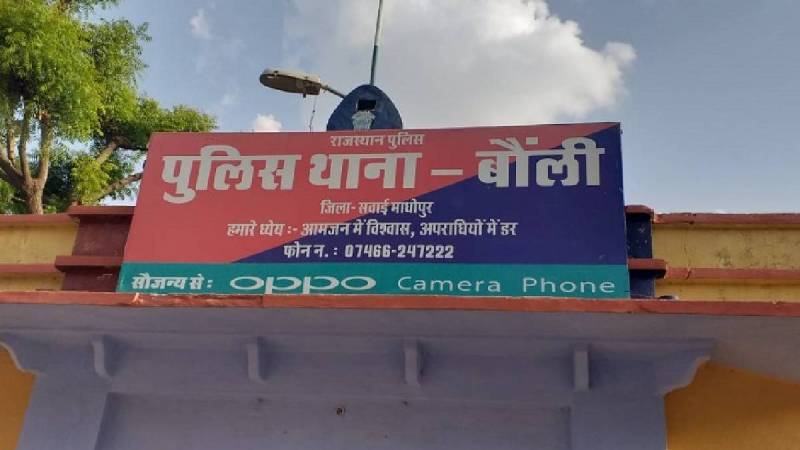 राजस्थान पुलिस
पुलिस थाना – बौंली
जिला- सवाई माधोपुर
हमारे ध्येय :- आमजन में विश्वास, अपराधियों में डर
फोन न. : 07466-247222
सौजन्य से : oppo Camera Phone